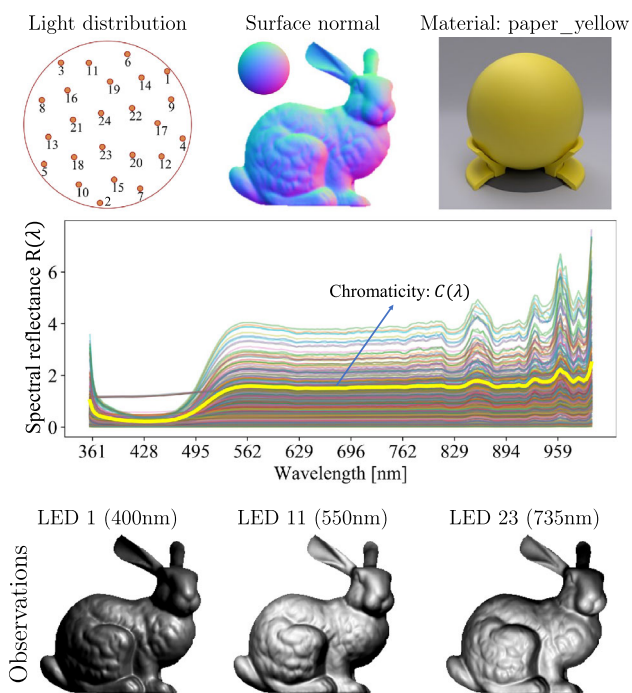 Light distribution
Surface normal
Material: paper_yellow
6
3
11
1
19
14
16
8
9
24
22
21
17
13
4
23
18
20
12
5
10
15
7
2
Spectral reflectance R(λ)
6
4
2
0
Chromaticity: C(λ)
361 428 495 562 629 696 762 829 894 959
Wavelength [nm]
Observations
LED 1 (400nm)
LED 11 (550nm)
LED 23 (735nm)